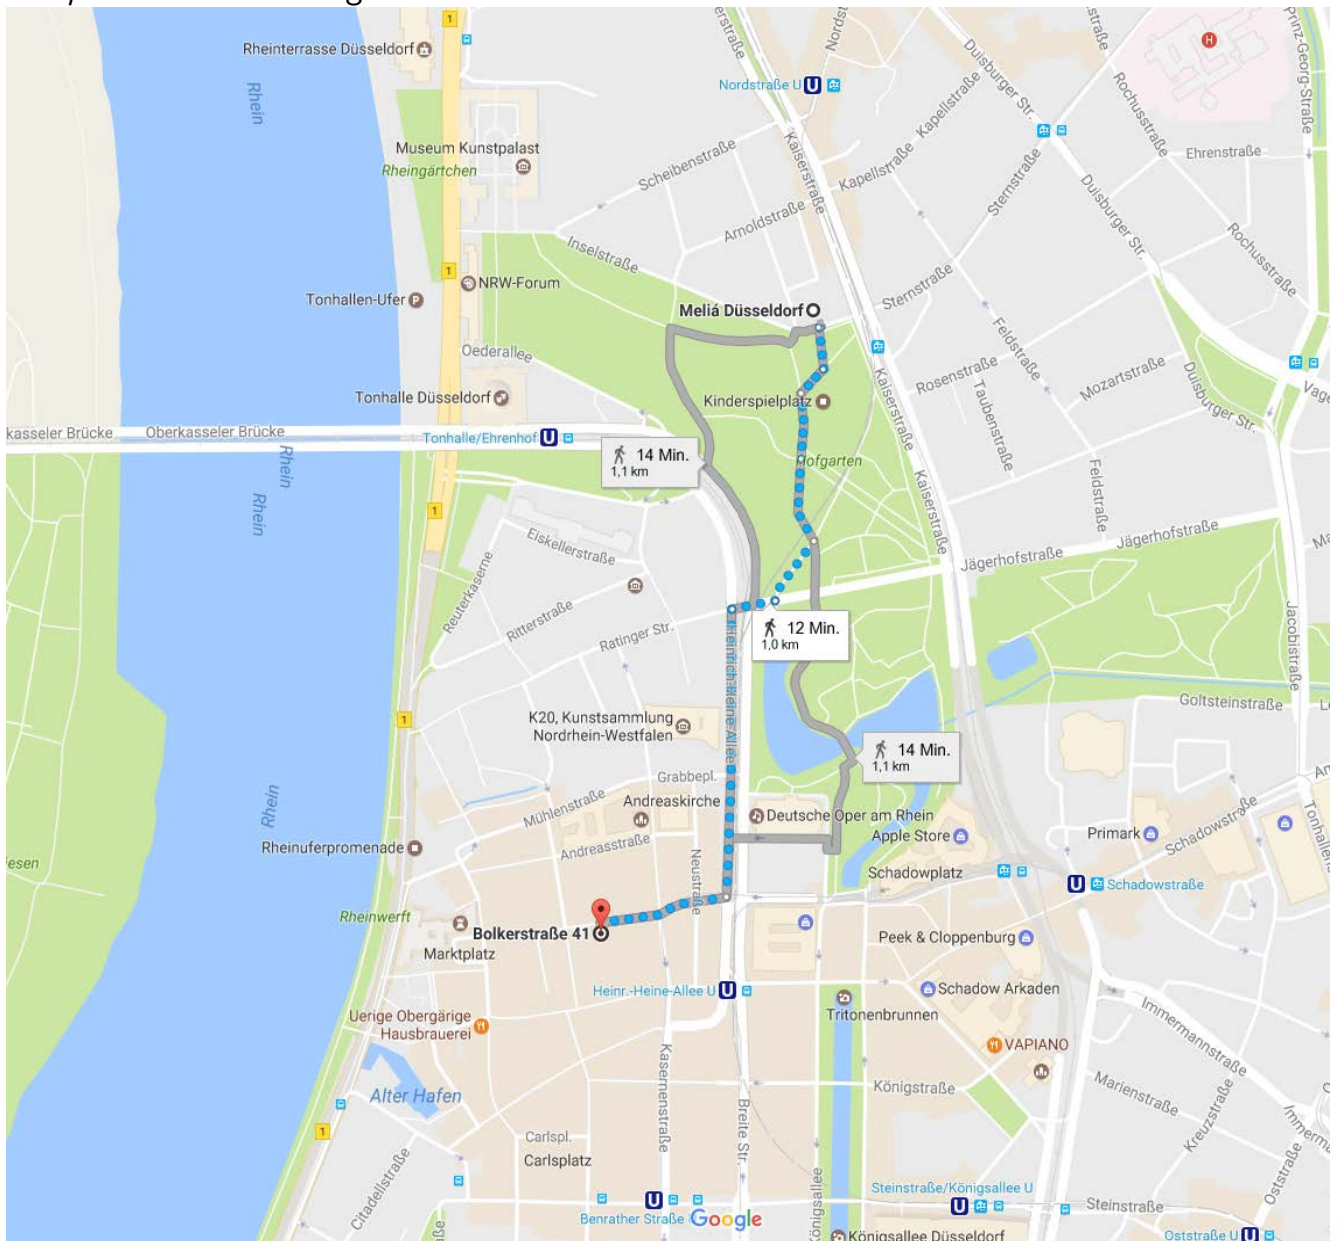 Rheinterrasse Düsseldorf
1
Kaiserstraße
Duisburger Str.
H
Prinz-Georg-Straße
Rhein
Nordstraße U
U
Kapellstraße
Rochusstraße
Museum Kunstpalast
Rheingärtchen
Scheibenstraße
Kaiserstraße
Kapellstraße
Sternstraße
Ehrenstraße
Arnoldstraße
Duisburger Str.
Inselstraße
Rochusstraße
1
NRW-Forum
Tonhallen-Ufer
P
Meliá Düsseldorf
Sternstraße
Feldstraße
Oederallee
Rosenstraße
Mozartstraße
Tonhalle Düsseldorf
Kinderspielplatz
Kaiserstraße
Taubenstraße
Duisburger Str.
kasseler Brücke
Oberkasseler Brücke
Tonhalle/Ehrenhof
U
Rhein
14 Min.
1,1 km
Hofgarten
Kaiserstraße
Feldstraße
Rhein
1
Eiskellerstraße
Jägerhofstraße
Jägerhofstraße
Reuterkaserne
Ritterstraße
Ratinger Str.
12 Min.
1,0 km
Heinrich-Heine-Allee
Jacobistraße
K20, Kunstsammlung
Nordrhein-Westfalen
1
Goltsteinstraße
14 Min.
1,1 km
Grabbepl.
Rhein
Mühlenstraße
Andreaskirche
Deutsche Oper am Rhein
Apple Store
Primark
Schadowstraße
Rheinuferpromenade
Andreasstraße
Neustraße
Schadowplatz
U
Schadowstraße
Rheinwerft
Bolkerstraße 41
Marktplatz
Peek & Cloppenburg
Heinr.-Heine-Allee U
U
Schadow Arkaden
Tritonenbrunnen
Uerige Obergärige
Hausbrauerei
VAPIANO
Immermannstraße
Alter Hafen
Kasernenstraße
Königstraße
Marienstraße
Kreuzstraße
1
Breite Str.
Carlspl.
Carlsplatz
Citadellstraße
Königsallee
Steinstraße/Königsallee U
U
Steinstraße
Oststraße
Benrather Straße
U
Google
Königsallee Düsseldorf
Oststraße U
U